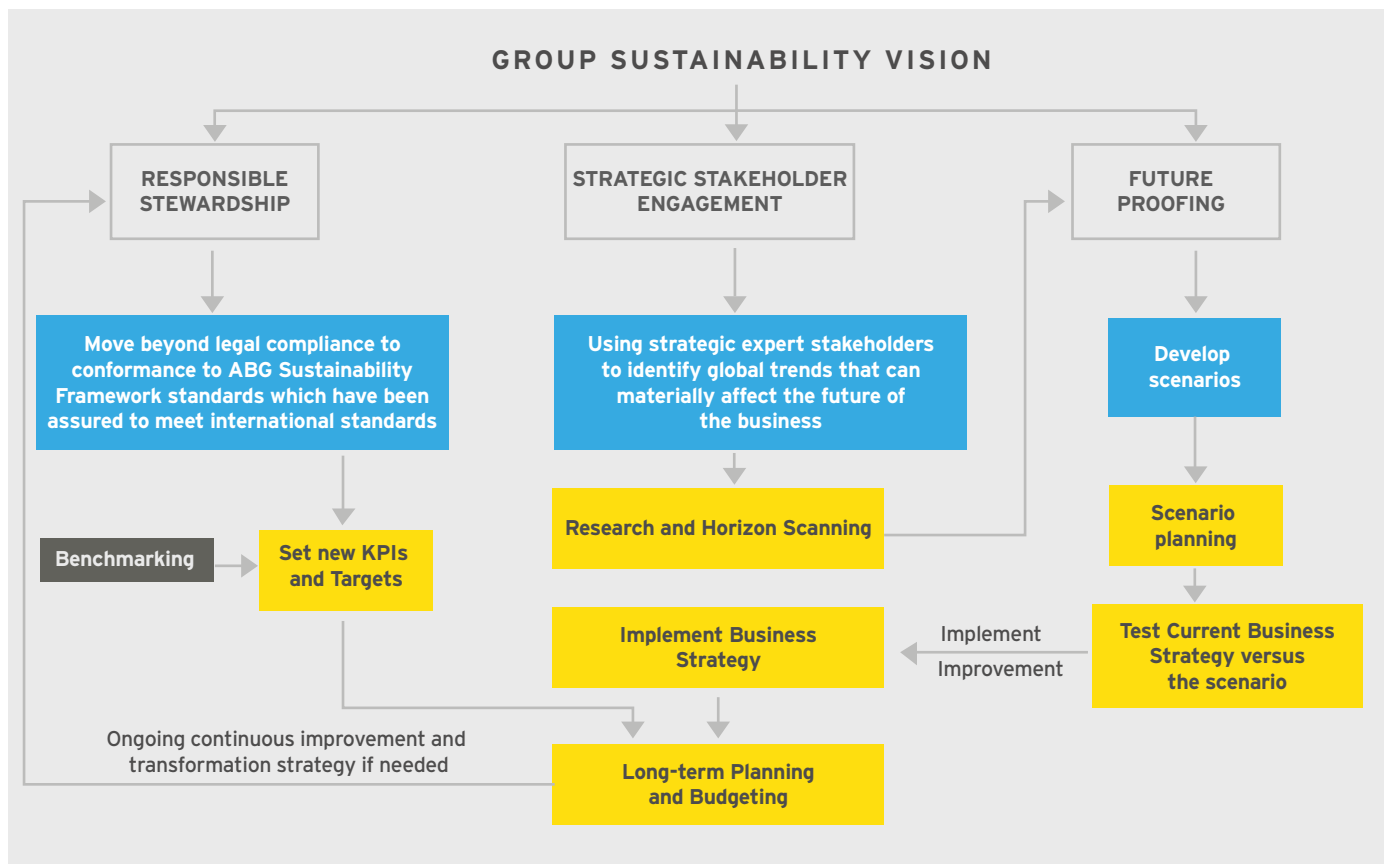 GROUP SUSTAINABILITY VISION
RESPONSIBLE
STEWARDSHIP
STRATEGIC STAKEHOLDER
ENGAGEMENT
FUTURE
PROOFING
Move beyond legal compliance to
conformance to ABG Sustainability
Framework standards which have been
assured to meet international standards
Using strategic expert stakeholders
to identify global trends that can
materially affect the future of
the business
Develop
scenarios
Research and Horizon Scanning
Scenario
planning
Benchmarking
Set new KPIs
and Targets
Implement Business
Strategy
Implement
Improvement
Test Current Business
Strategy versus
the scenario
Ongoing continuous improvement and
transformation strategy if needed
Long-term Planning
and Budgeting